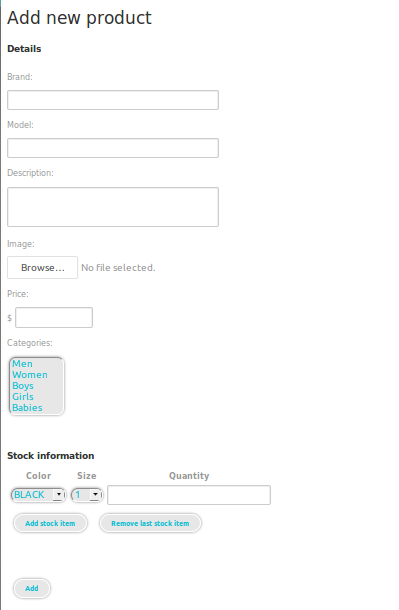 Add new product
Details
Brand:
Model:
Description:
Image:
Browse... No file selected.
Price:
$
Categories:
Men
Women
Boys
Girls
Babies
Stock information
Color Size Quantity
BLACK 1
Add stock item Remove last stock item
Add